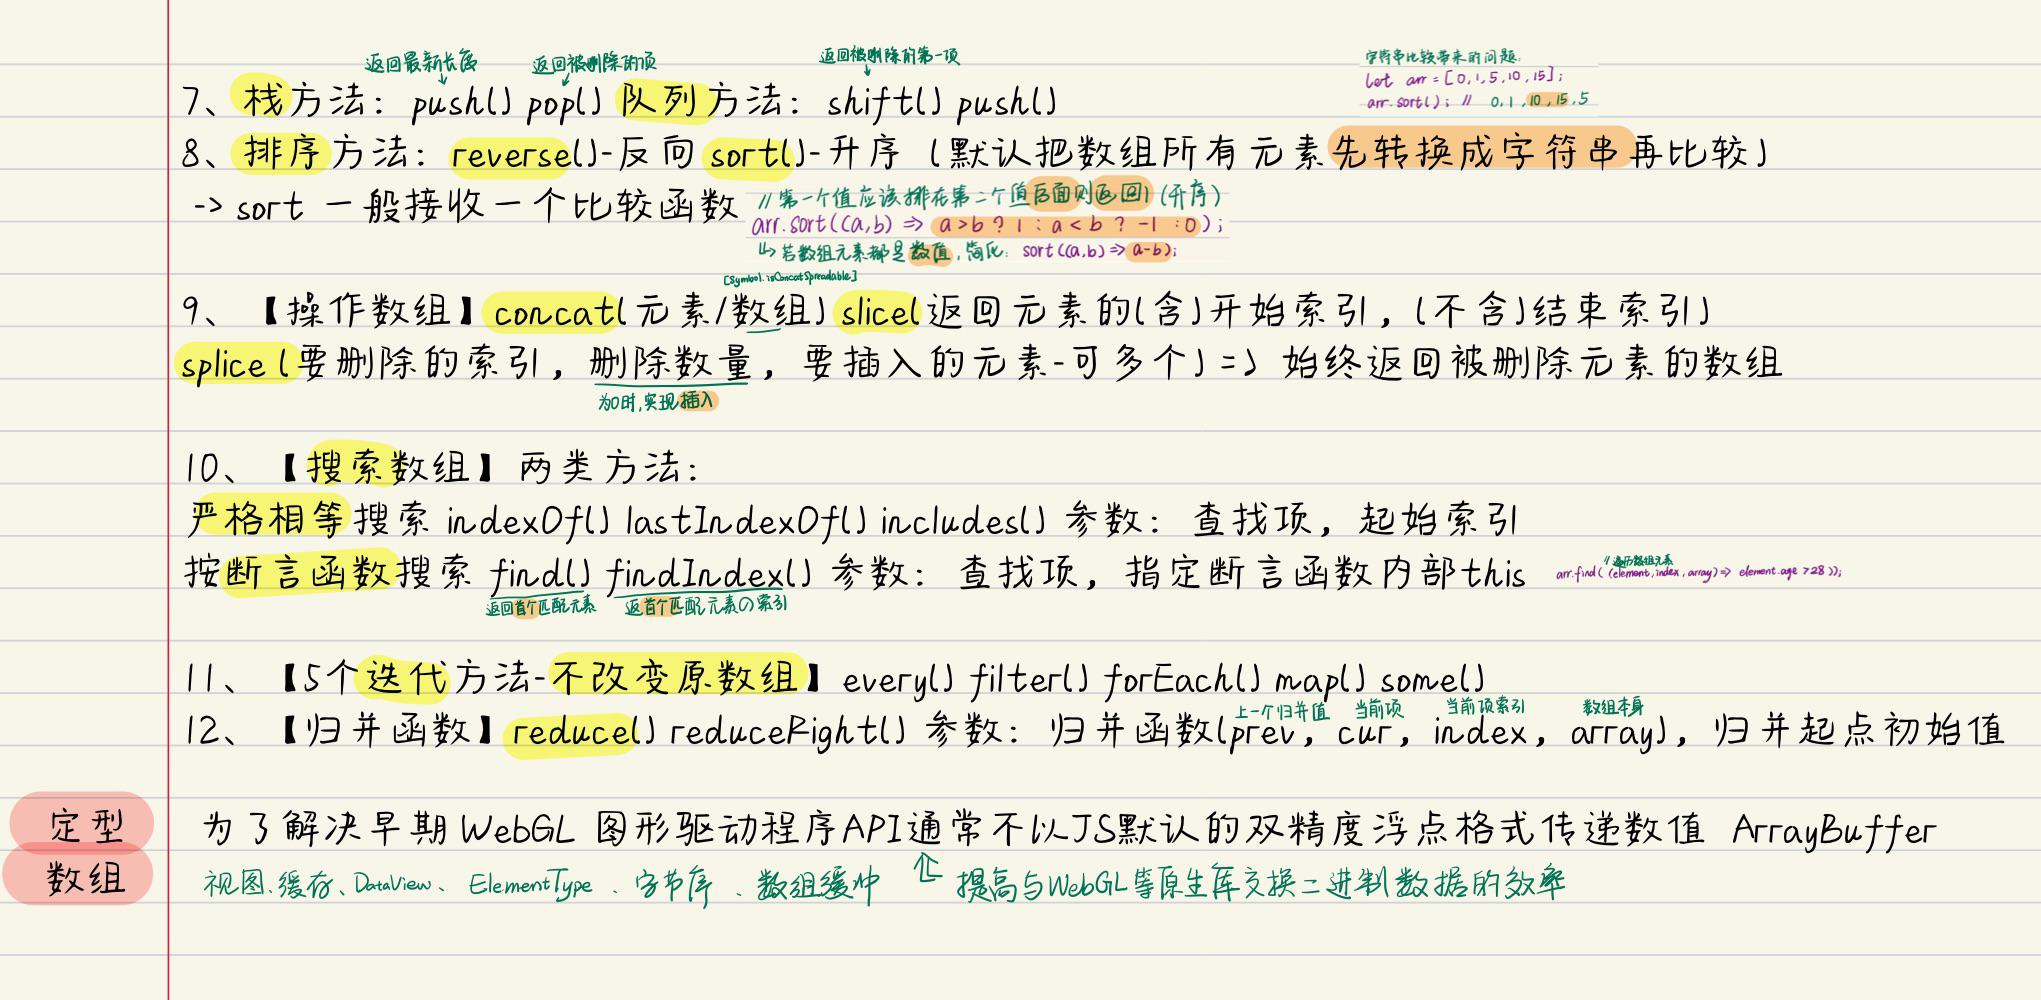 返回最新长度 返回被删除的项 返回被删除的第一项
7、栈方法：push() pop() 队列方法：shift() push()
字符串比较带来的问题:
let arr = [0,1,5,10,15];
arr.sort(); // 0,1,10,15,5
8、排序方法：reverse()-反向 sort()-升序（默认把数组所有元素先转换成字符串再比较）
-> sort 一般接收一个比较函数
// 第一个值应该排在第二个值后面则返回1 (升序)
arr.sort((a,b) => a>b ? 1 : a<b ? -1 : 0);
↳ 若数组元素都是数值,简化: sort((a,b)=>a-b);
[Symbol.isConcatSpreadable]
9、【操作数组】concat(元素/数组) slice(返回元素的(含)开始索引，(不含)结束索引)
splice(要删除的索引，删除数量，要插入的元素-可多个) => 始终返回被删除元素的数组
为0时,实现插入
10、【搜索数组】两类方法：
严格相等搜索 indexOf() lastIndexOf() includes() 参数：查找项，起始索引
按断言函数搜索 find() findIndex() 参数：查找项，指定断言函数内部this
// 遍历数组元素
arr.find( (element,index,array)=> element.age >28 ));
返回首个匹配元素 返首个匹配元素の索引
11、【5个迭代方法-不改变原数组】every() filter() forEach() map() some()
上一个归并值 当前项 当前项索引 数组本身
12、【归并函数】reduce() reduceRight() 参数：归并函数(prev，cur，index，array)，归并起点初始值
定型
数组
为了解决早期WebGL 图形驱动程序API通常不以JS默认的双精度浮点格式传递数值 ArrayBuffer
视图、缓存、DataView、ElementType、字节序、数组缓冲 提高与WebGL等原生库交换二进制数据的效率